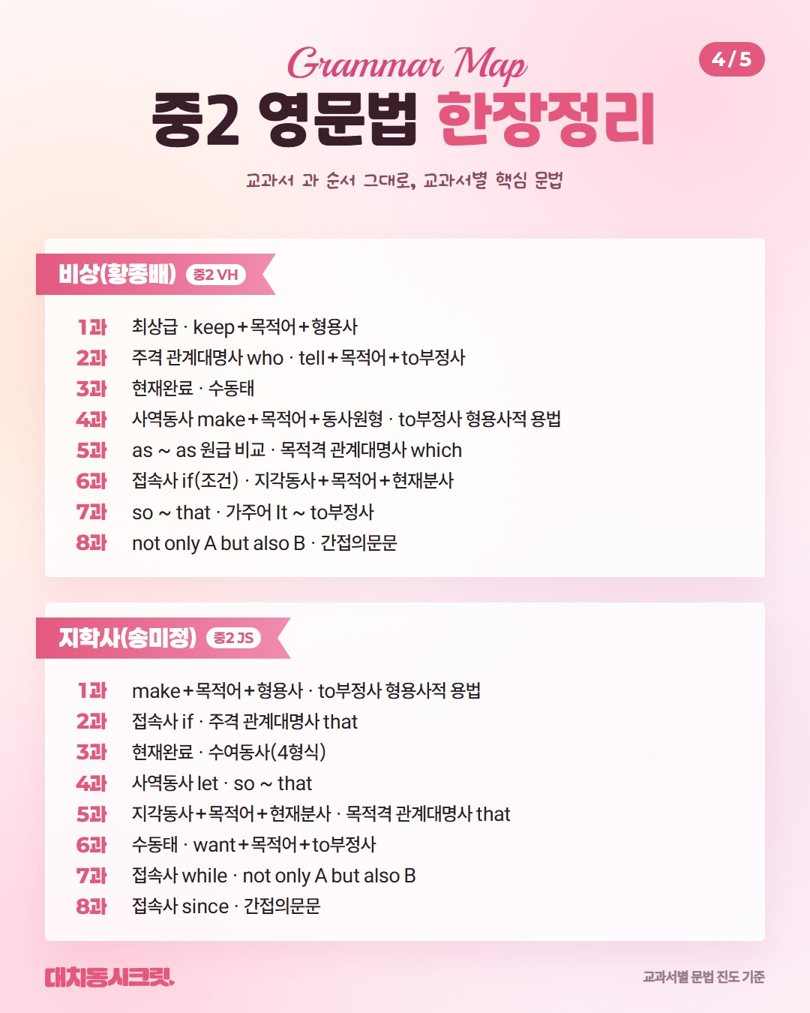 Grammar Map
4/5
중2 영문법 한장정리
교과서 과 순서 그대로, 교과서별 핵심 문법
비상(황종배) 중2 VH
1과 최상급 · keep+목적어+형용사
2과 주격 관계대명사 who · tell+목적어+to부정사
3과 현재완료 · 수동태
4과 사역동사 make+목적어+동사원형 · to부정사 형용사적 용법
5과 as ~ as 원급 비교 · 목적격 관계대명사 which
6과 접속사 if(조건) · 지각동사+목적어+현재분사
7과 so ~ that · 가주어 It ~ to부정사
8과 not only A but also B · 간접의문문
지학사(송미정) 중2 JS
1과 make+목적어+형용사 · to부정사 형용사적 용법
2과 접속사 if · 주격 관계대명사 that
3과 현재완료 · 수여동사(4형식)
4과 사역동사 let · so ~ that
5과 지각동사+목적어+현재분사 · 목적격 관계대명사 that
6과 수동태 · want+목적어+to부정사
7과 접속사 while · not only A but also B
8과 접속사 since · 간접의문문
대치동시크릿
교과서별 문법 진도 기준